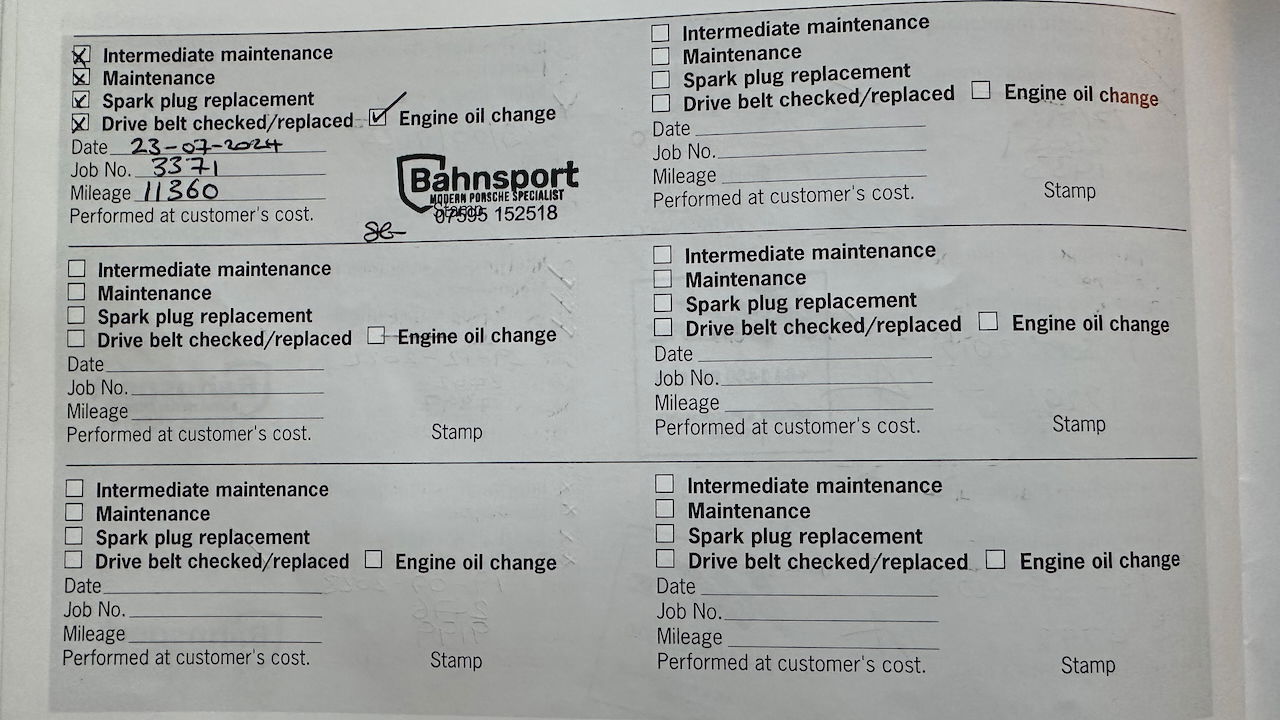 Intermediate maintenance
Maintenance
Spark plug replacement
Drive belt checked/replaced Engine oil change
Date 23-07-2024
Job No. 3371
Mileage 11360
Performed at customer's cost.
Bahnsport
MODERN PORSCHE SPECIALIST
Stamp
07595 152518
Intermediate maintenance
Maintenance
Spark plug replacement
Drive belt checked/replaced Engine oil change
Date
Job No.
Mileage
Performed at customer's cost. Stamp
Intermediate maintenance
Maintenance
Spark plug replacement
Drive belt checked/replaced Engine oil change
Date
Job No.
Mileage
Performed at customer's cost. Stamp
Intermediate maintenance
Maintenance
Spark plug replacement
Drive belt checked/replaced Engine oil change
Date
Job No.
Mileage
Performed at customer's cost. Stamp
Intermediate maintenance
Maintenance
Spark plug replacement
Drive belt checked/replaced Engine oil change
Date
Job No.
Mileage
Performed at customer's cost. Stamp
Intermediate maintenance
Maintenance
Spark plug replacement
Drive belt checked/replaced Engine oil change
Date
Job No.
Mileage
Performed at customer's cost. Stamp